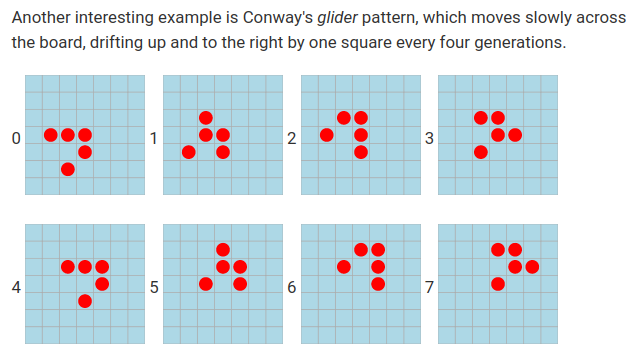 Another interesting example is Conway's glider pattern, which moves slowly across
the board, drifting up and to the right by one square every four generations.
0 1 2 3
4 5 6 7